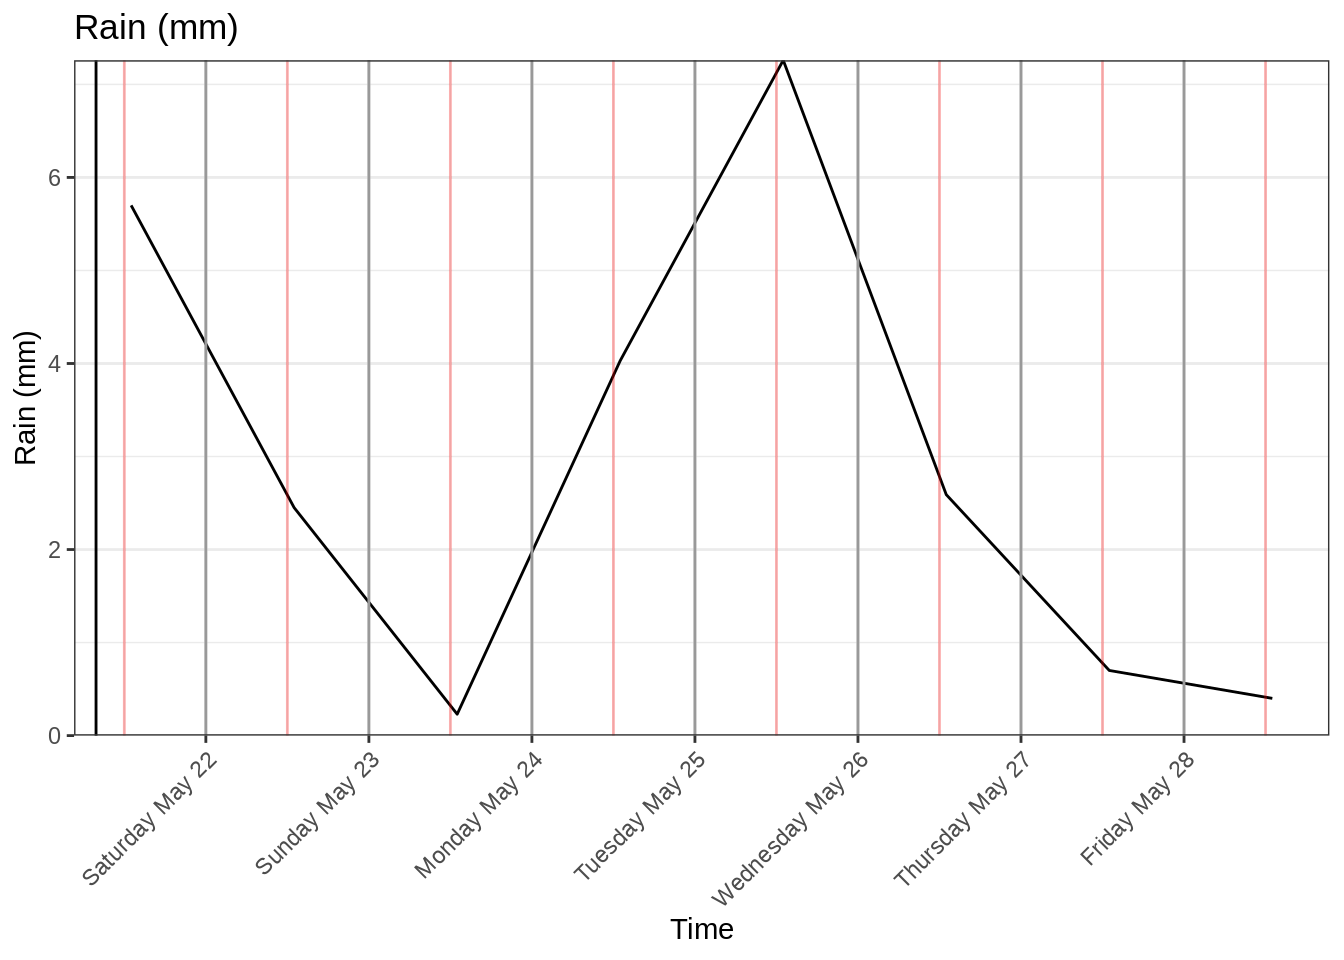 Rain (mm)
Rain (mm)
6
4
2
0
Saturday May 22
Sunday May 23
Monday May 24
Tuesday May 25
Wednesday May 26
Thursday May 27
Friday May 28
Time